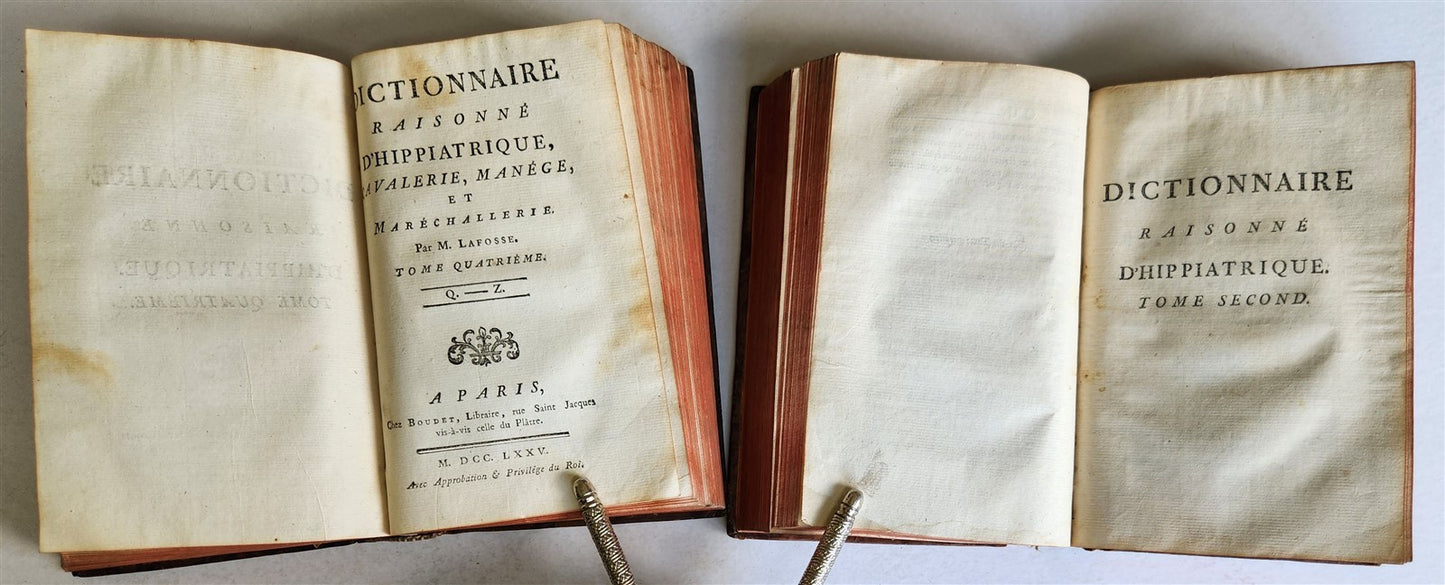 DICTIONNAIRE
RAISONNÉ
D'HIPPIATRIQUE,
CAVALERIE, MANÉGE,
ET
MARÉCHALLERIE.
Par M. LAFOSSE.
TOME QUATRIÉME.
Q. — Z.
A PARIS,
Chez BOUDET, Libraire, rue Saint Jacques
vis-à-vis celle du Plâtre.
M. DCC. LXXV.
Avec Approbation & Privilége du Roi.
DICTIONNAIRE
RAISONNÉ
D'HIPPIATRIQUE.
TOME SECOND.